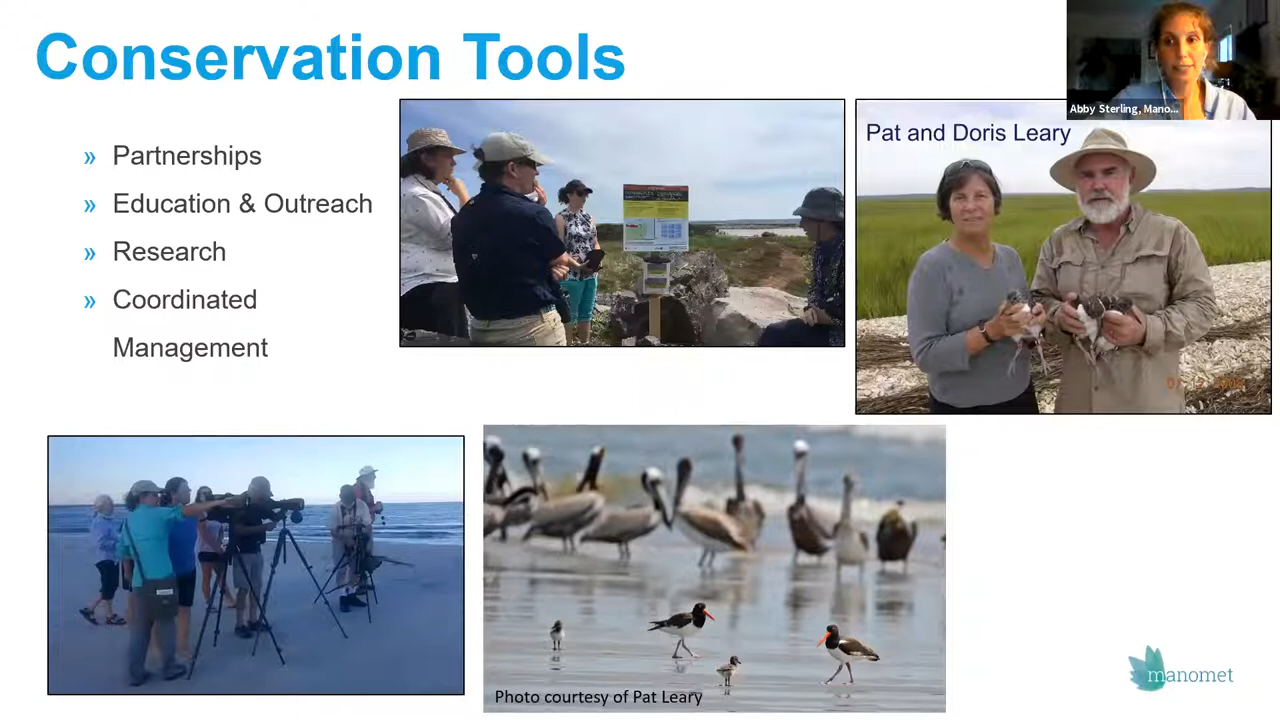 Conservation Tools
Abby Sterling, Mano...
Pat and Doris Leary
» Partnerships
» Education & Outreach
» Research
» Coordinated
Management
Photo courtesy of Pat Leary
manomet